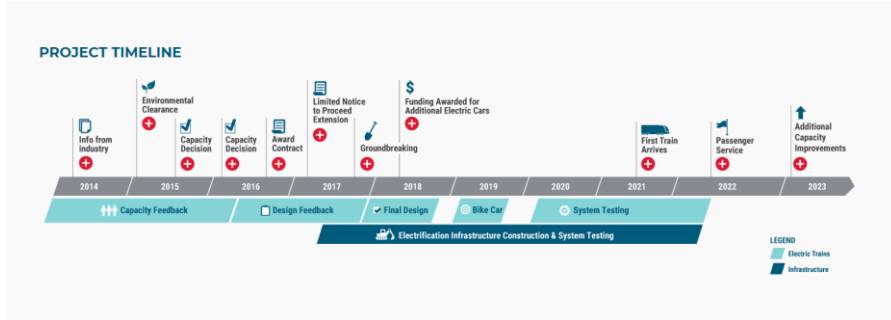 PROJECT TIMELINE
Info from
industry
Environmental
Clearance
Capacity
Decision
Capacity
Decision
Award
Contract
Limited Notice
to Proceed
Extension
Groundbreaking
$
Funding Awarded for
Additional Electric Cars
First Train
Arrives
Passenger
Service
Additional
Capacity
Improvements
2014
2015
2016
2017
2018
2019
2020
2021
2022
2023
Capacity Feedback
Design Feedback
Final Design
Bike Car
System Testing
Electrification Infrastructure Construction & System Testing
LEGEND
Electric Trains
Infrastructure